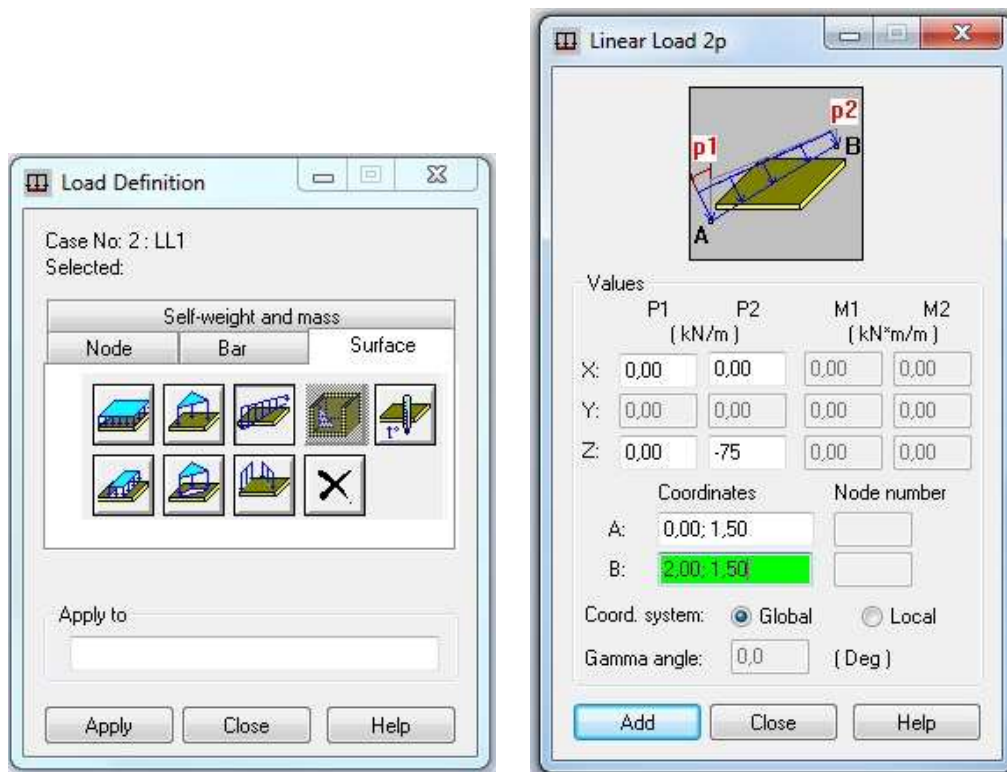 Load Definition
Case No: 2 : LL1
Selected:
Self-weight and mass
Node Bar Surface
t°
Apply to
Apply Close Help
Linear Load 2p
p2
p1
B
A
Values
P1 P2 M1 M2
( kN/m ) ( kN*m/m )
X: 0,00 0,00 0,00 0,00
Y: 0,00 0,00 0,00 0,00
Z: 0,00 -75 0,00 0,00
Coordinates Node number
A: 0,00; 1,50
B: 2,00; 1,50
Coord. system: Global Local
Gamma angle: 0,0 ( Deg )
Add Close Help